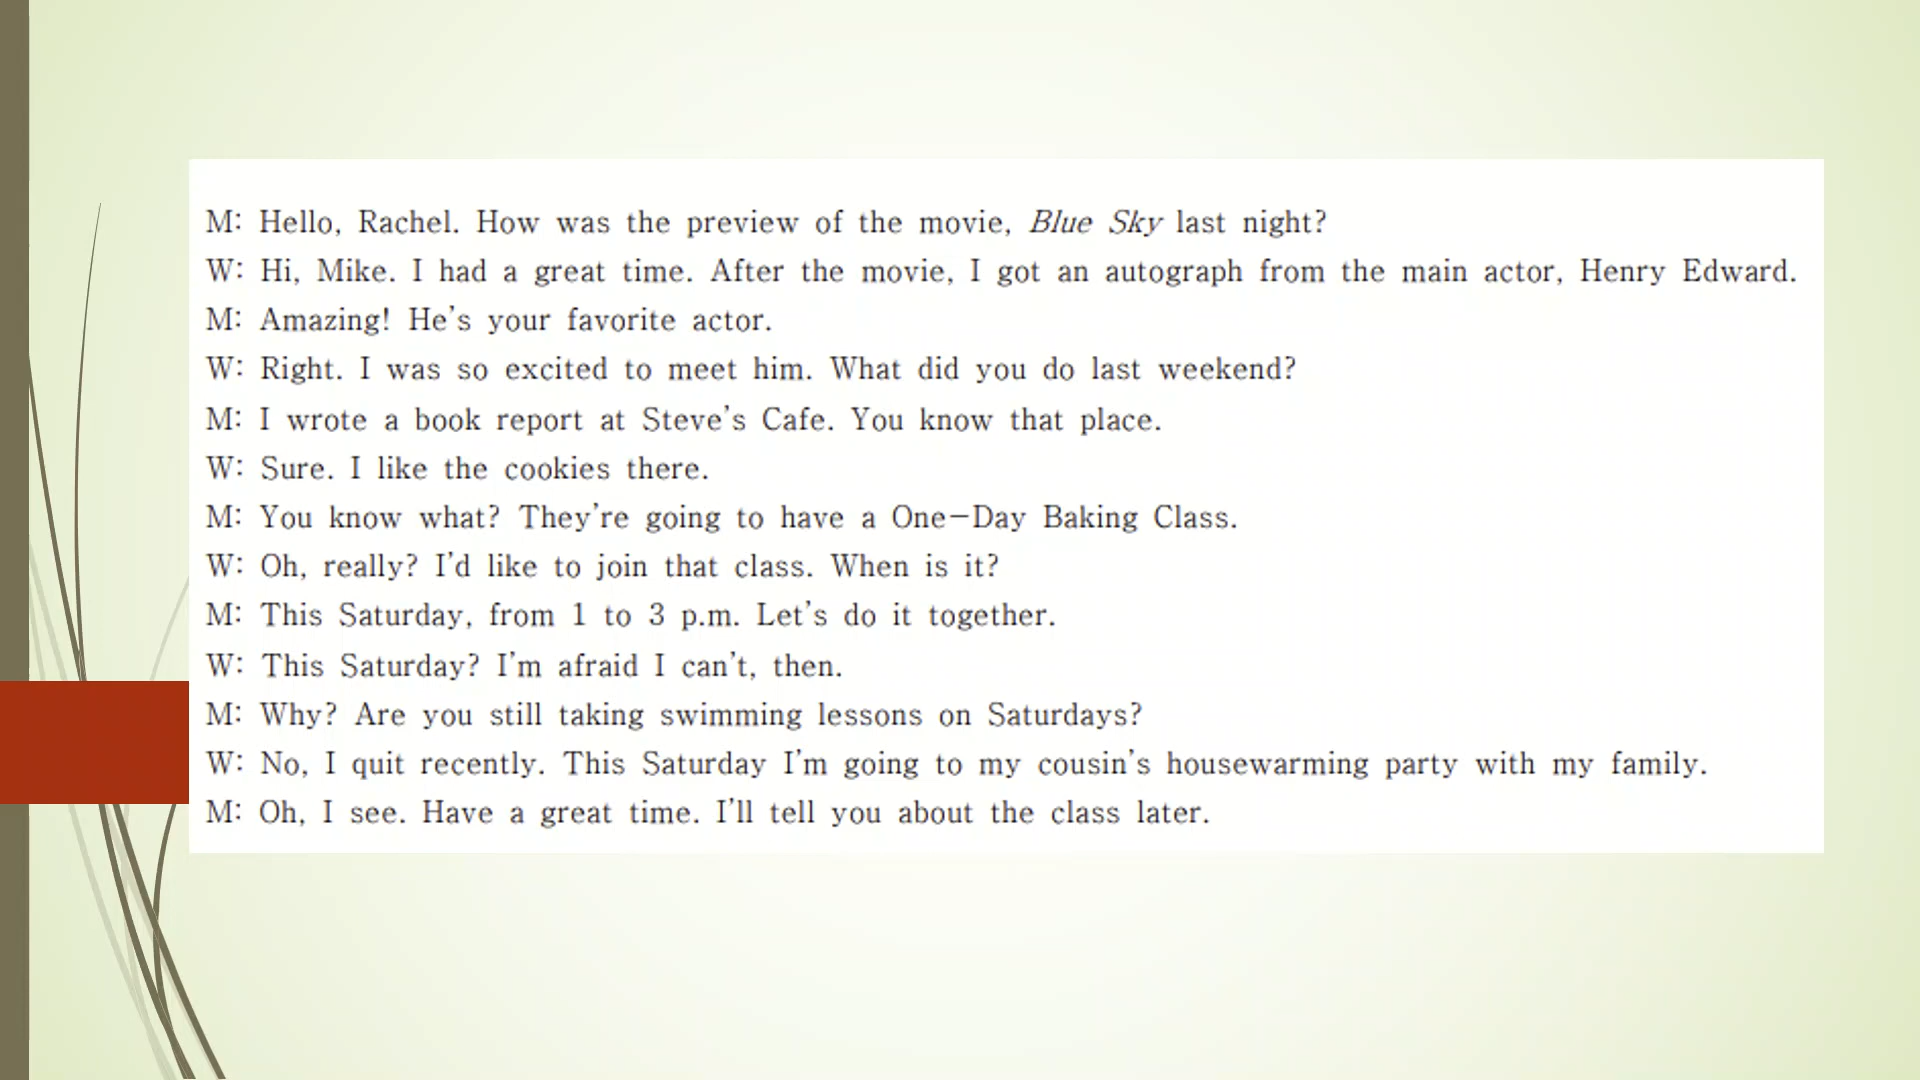 M: Hello, Rachel. How was the preview of the movie, Blue Sky last night?
W: Hi, Mike. I had a great time. After the movie, I got an autograph from the main actor, Henry Edward.
M: Amazing! He's your favorite actor.
W: Right. I was so excited to meet him. What did you do last weekend?
M: I wrote a book report at Steve's Cafe. You know that place.
W: Sure. I like the cookies there.
M: You know what? They're going to have a One-Day Baking Class.
W: Oh, really? I'd like to join that class. When is it?
M: This Saturday, from 1 to 3 p.m. Let's do it together.
W: This Saturday? I'm afraid I can't, then.
M: Why? Are you still taking swimming lessons on Saturdays?
W: No, I quit recently. This Saturday I'm going to my cousin's housewarming party with my family.
M: Oh, I see. Have a great time. I'll tell you about the class later.